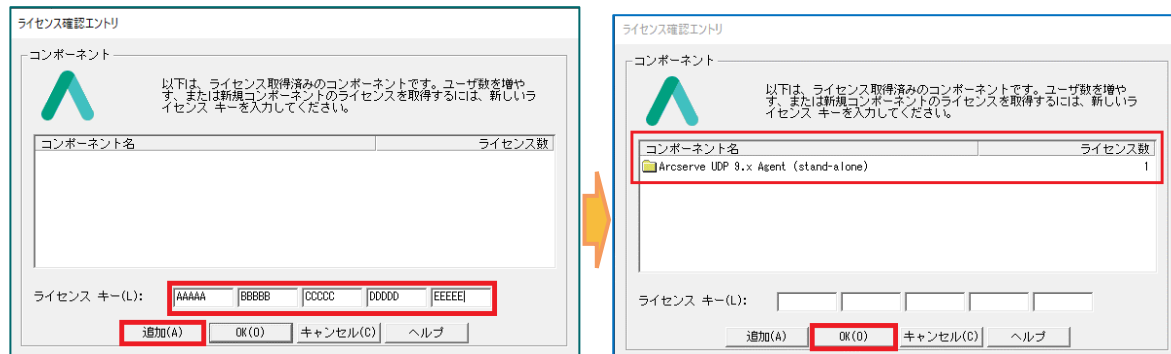 ライセンス確認エントリ
コンポーネント
以下は、ライセンス取得済みのコンポーネントです。ユーザ数を増や
す、または新規コンポーネントのライセンスを取得するには、新しいラ
イセンス キーを入力してください。
コンポーネント名 ライセンス数
ライセンス キー(L): AAAAA BBBBB CCCCC DDDDD EEEEE
追加(A) OK(O) キャンセル(C) ヘルプ
ライセンス確認エントリ
コンポーネント
以下は、ライセンス取得済みのコンポーネントです。ユーザ数を増や
す、または新規コンポーネントのライセンスを取得するには、新しいラ
イセンス キーを入力してください。
コンポーネント名 ライセンス数
Arcserve UDP 9.x Agent (stand-alone) 1
ライセンス キー(L):
追加(A) OK(O) キャンセル(C) ヘルプ